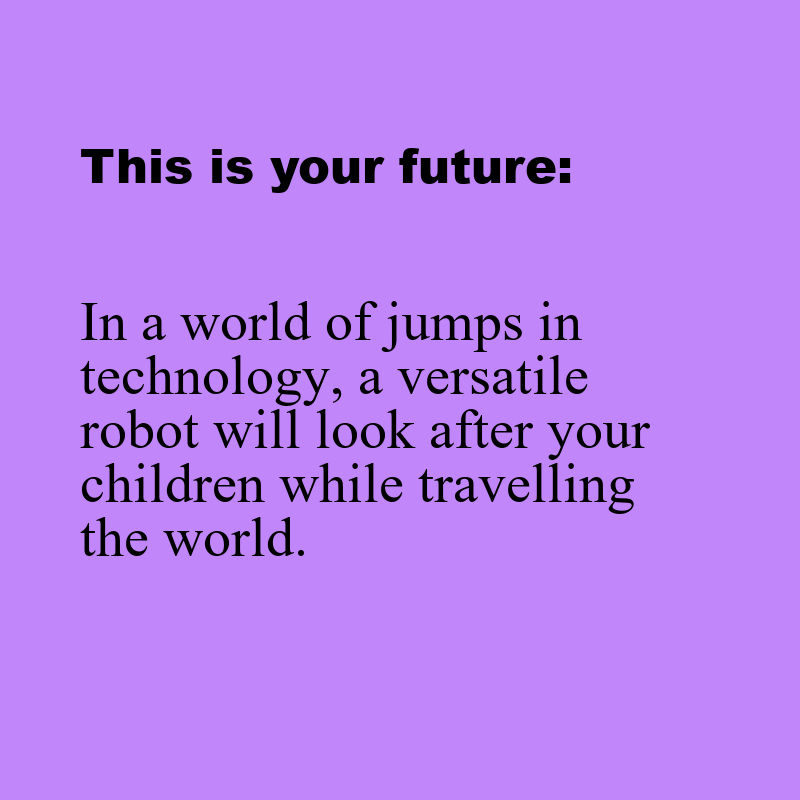 This is your future:
In a world of jumps in
technology, a versatile
robot will look after your
children while travelling
the world.